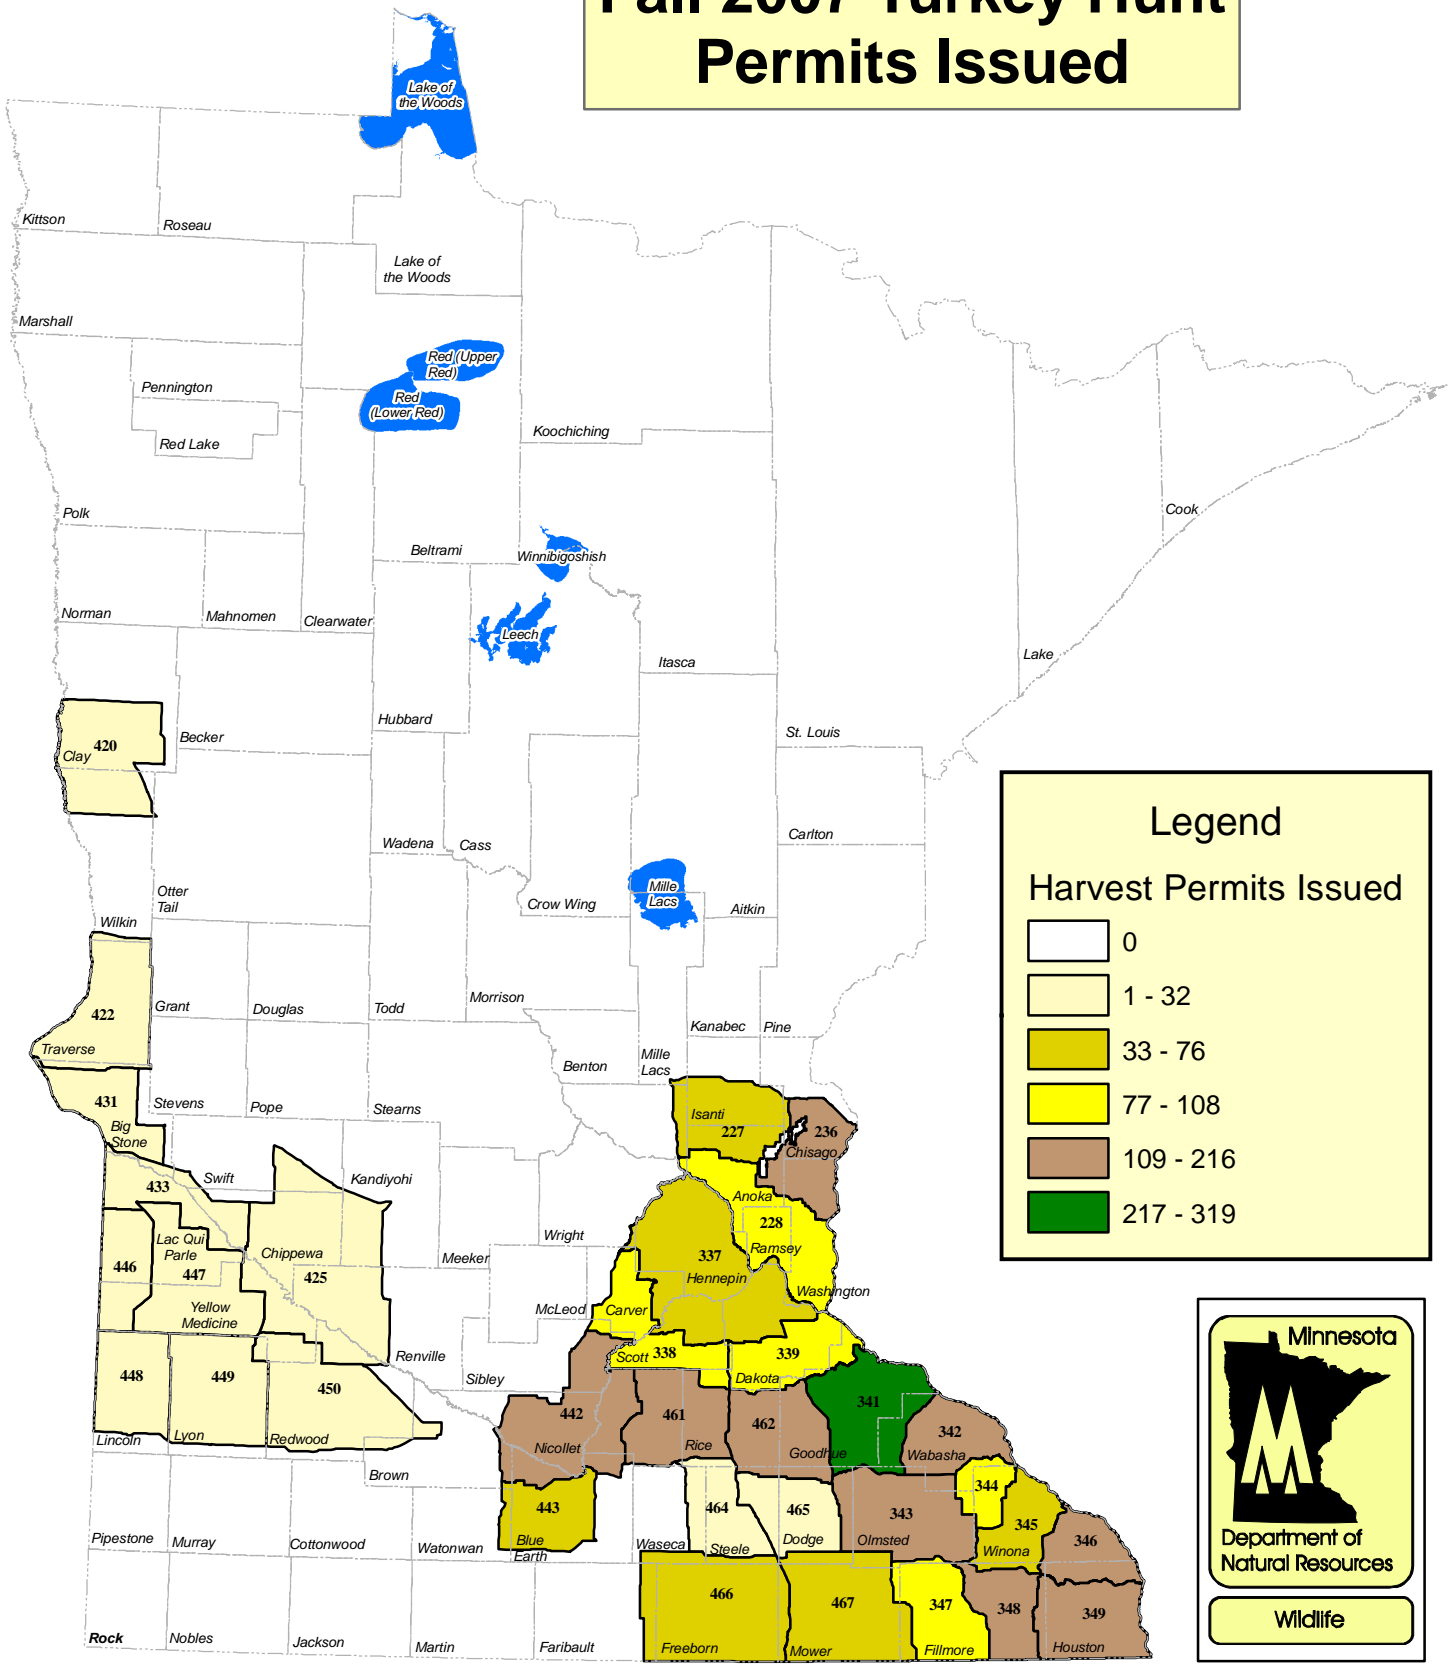 Fall 2007 Turkey Hunt
Permits Issued
Lake of
the Woods
Kittson
Roseau
Lake of
the Woods
Marshall
Red (Upper
Red)
Pennington
Red
(Lower Red)
Koochiching
Red Lake
Polk
Cook
Beltrami
Winnibigoshish
Norman
Mahnomen
Clearwater
Leech
Itasca
Lake
Hubbard
St. Louis
Becker
420
Clay
Wadena
Cass
Carlton
Otter
Tail
Mille
Lacs
Crow Wing
Aitkin
Wilkin
Grant
Douglas
Todd
Morrison
422
Kanabec
Pine
Traverse
Benton
Mille
Lacs
431
Stevens
Pope
Stearns
Big
Stone
Isanti
227
236
Chisago
433
Swift
Kandiyohi
Anoka
228
Ramsey
Lac Qui
Parle
Chippewa
Meeker
Wright
337
Hennepin
446
447
425
Washington
Yellow
Medicine
McLeod
Carver
Renville
Scott
338
339
Dakota
448
449
450
Sibley
341
442
461
462
342
Lincoln
Lyon
Redwood
Nicollet
Rice
Goodhue
Wabasha
Brown
344
443
464
465
343
345
Pipestone
Murray
Cottonwood
Watonwan
Blue
Earth
Waseca
Steele
Dodge
Olmsted
Winona
346
466
467
347
348
349
Rock
Nobles
Jackson
Martin
Faribault
Freeborn
Mower
Fillmore
Houston
Legend
Harvest Permits Issued
0
1 - 32
33 - 76
77 - 108
109 - 216
217 - 319
Minnesota
Department of
Natural Resources
Wildlife